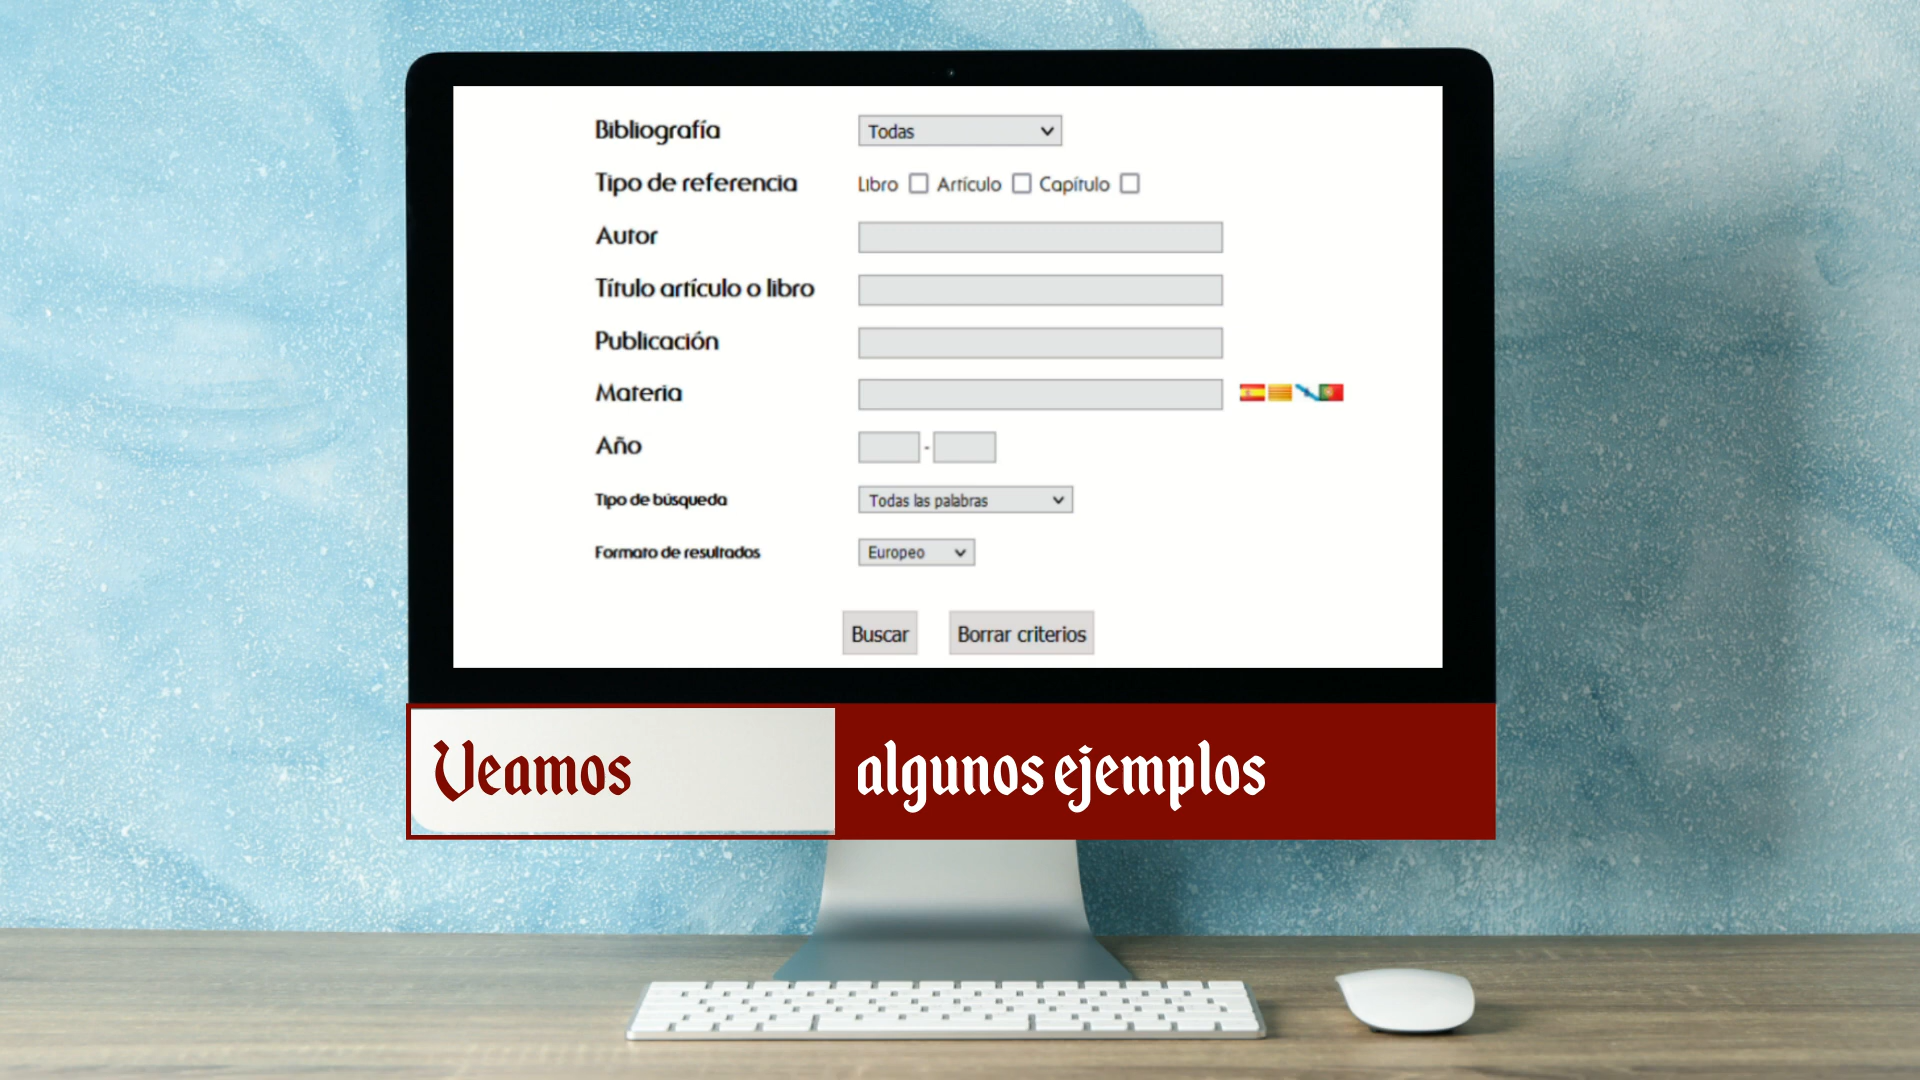 Bibliografía Todas
Tipo de referencia Libro Artículo Capítulo
Autor
Título artículo o libro
Publicación
Materia
Año -
Tipo de búsqueda Todas las palabras
Formato de resultados Europeo
Buscar Borrar criterios
Veamos algunos ejemplos